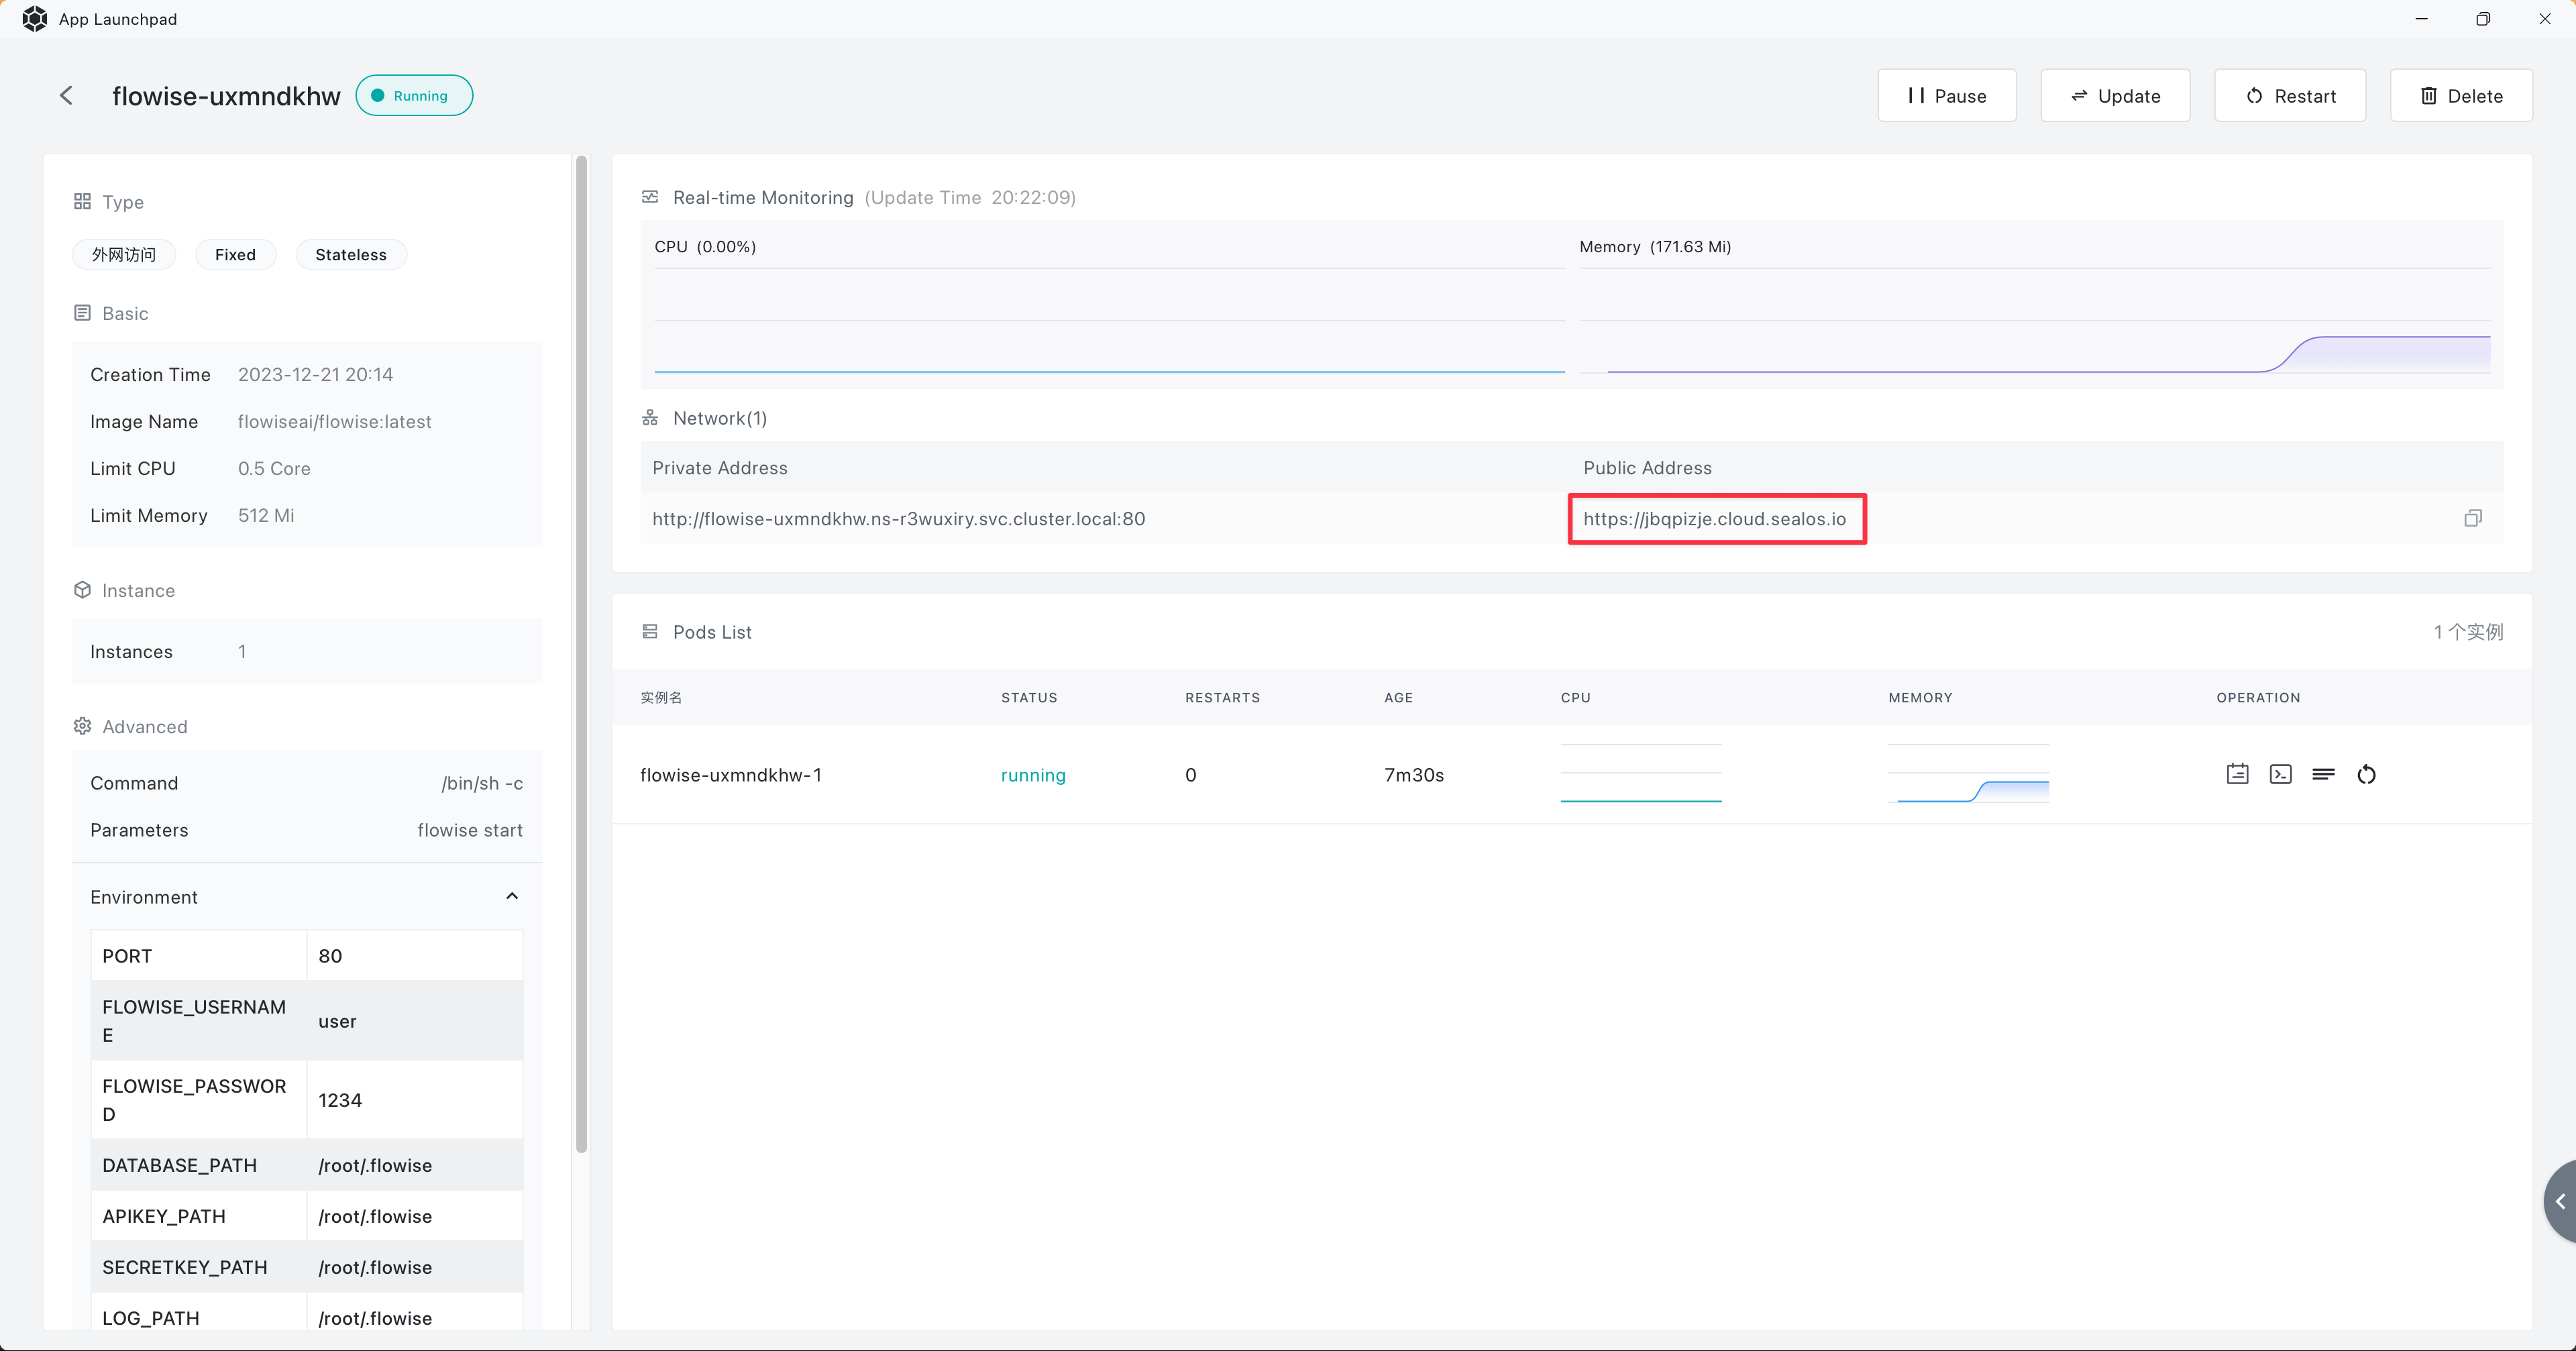 App Launchpad
flowise-uxmndkhw
Running
Pause
Update
Restart
Delete
Type
外网访问
Fixed
Stateless
Basic
Creation Time 2023-12-21 20:14
Image Name flowiseai/flowise:latest
Limit CPU 0.5 Core
Limit Memory 512 Mi
Instance
Instances 1
Advanced
Command /bin/sh -c
Parameters flowise start
Environment
PORT 80
FLOWISE_USERNAM
E
user
FLOWISE_PASSWOR
D
1234
DATABASE_PATH /root/.flowise
APIKEY_PATH /root/.flowise
SECRETKEY_PATH /root/.flowise
LOG_PATH /root/.flowise
Real-time Monitoring (Update Time 20:22:09)
CPU (0.00%)
Memory (171.63 Mi)
Network(1)
Private Address Public Address
http://flowise-uxmndkhw.ns-r3wuxiry.svc.cluster.local:80 https://jbqpizje.cloud.sealos.io
Pods List
1 个实例
实例名 STATUS RESTARTS AGE CPU MEMORY OPERATION
flowise-uxmndkhw-1 running 0 7m30s